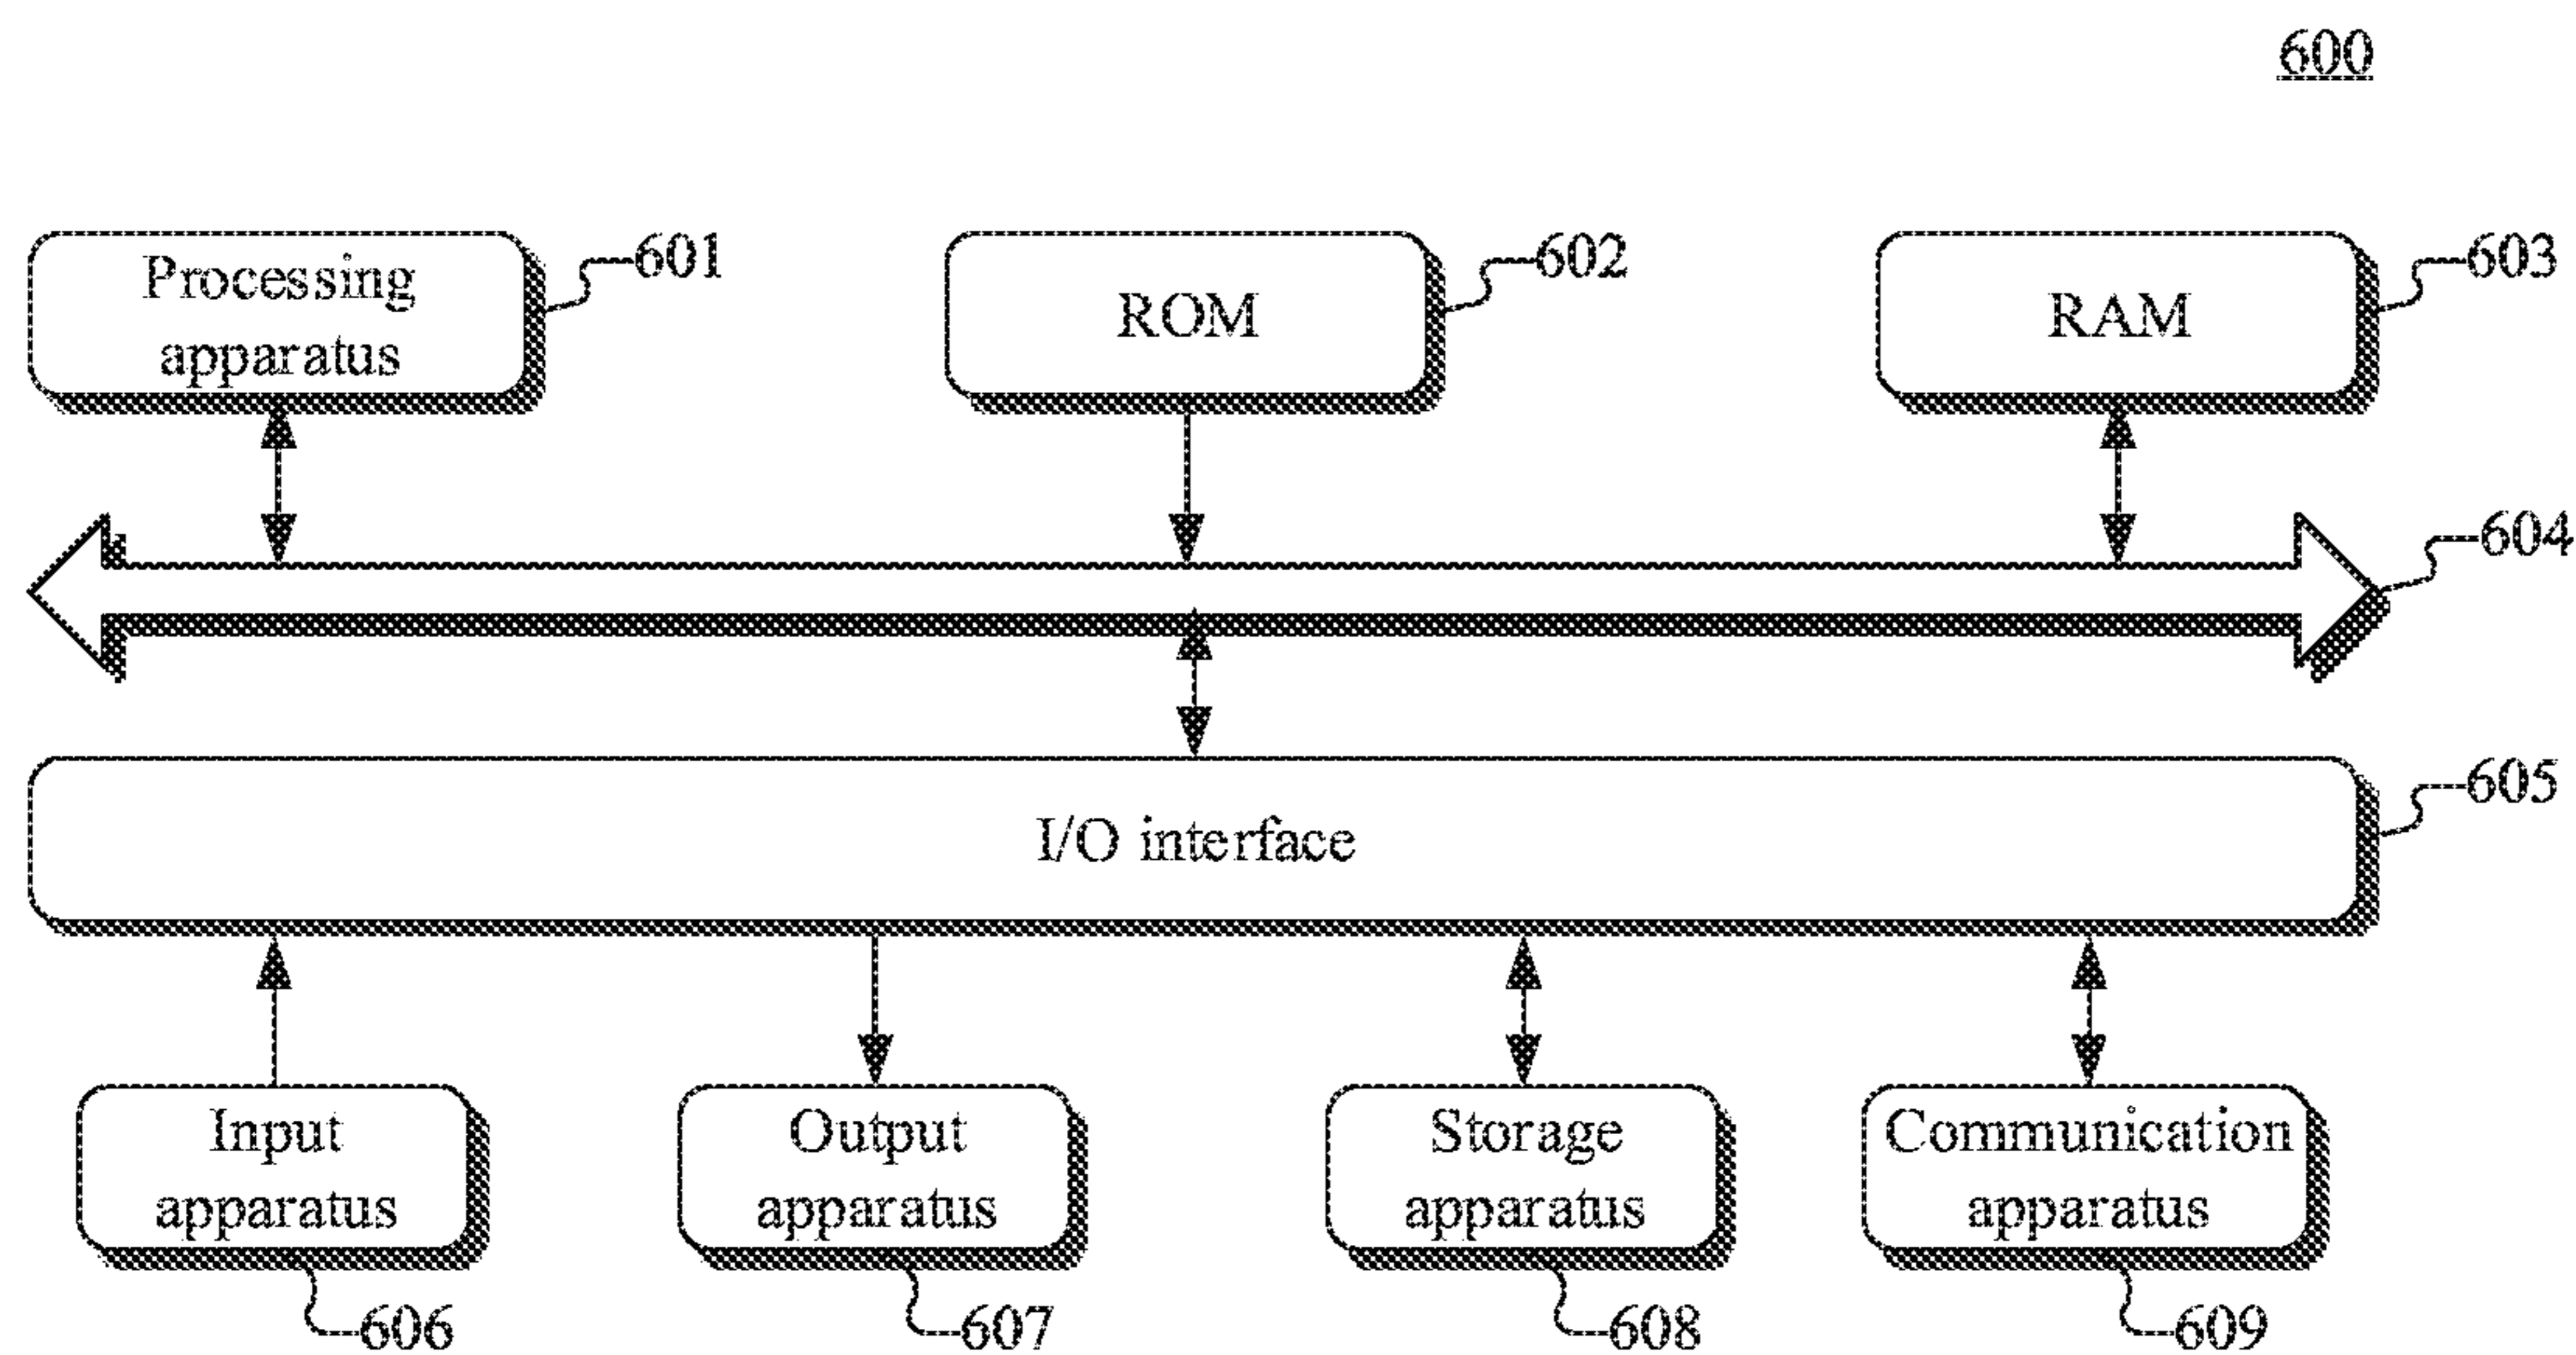 600
Processing
apparatus
601
ROM
602
RAM
603
604
I/O interface
605
Input
apparatus
Output
apparatus
Storage
apparatus
Communication
apparatus
606
607
608
609